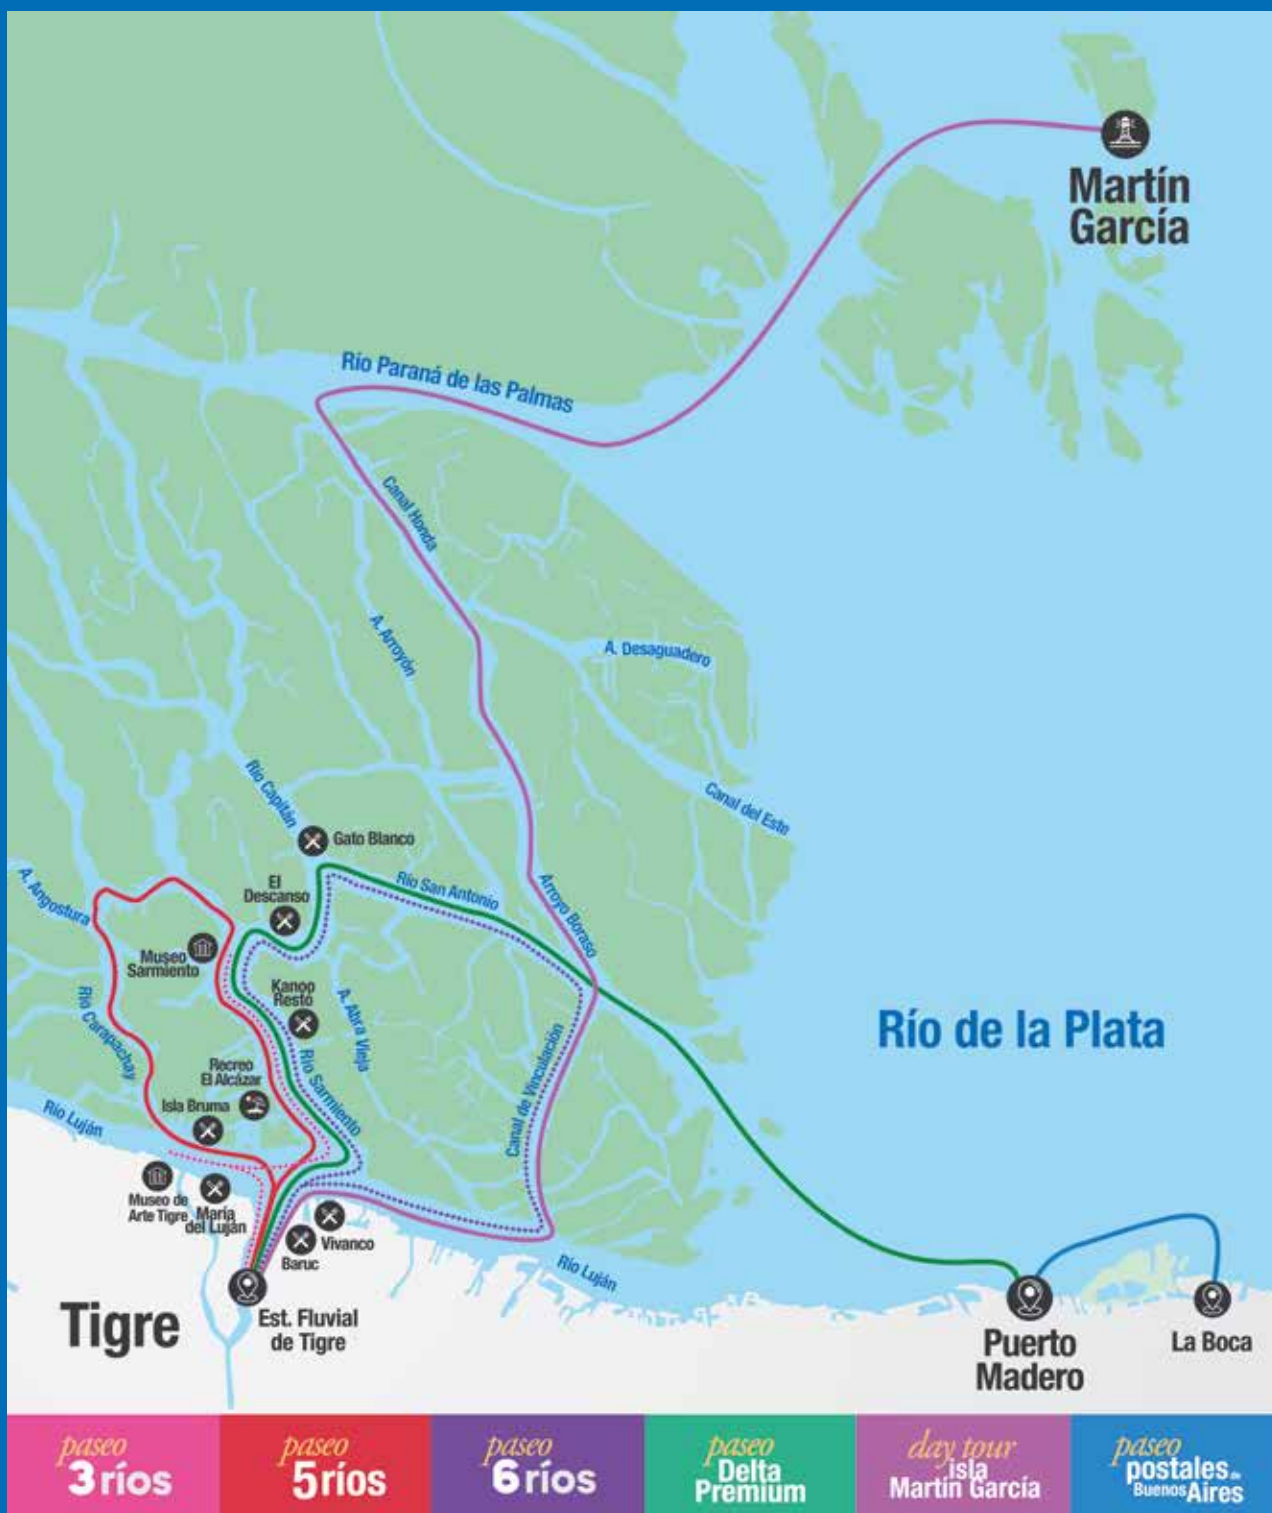 Martín
García
Río Paraná de las Palmas
Canal Honda
A. Arroyón
A. Desaguadero
Río Capitán
Canal del Este
Gato Blanco
El
Descanso
Río San Antonio
A. Angostura
Arroyo Boraso
Museo
Sarmiento
Kanoo
Restó
A. Abra Vieja
Río Carapachay
Río de la Plata
Recreo
El Alcázar
Río Sarmiento
Canal de Vinculación
Isla Bruma
Río Luján
Museo de
Arte Tigre
María
del Luján
Vivanco
Baruc
Río Luján
Tigre
Est. Fluvial
de Tigre
Puerto
Madero
La Boca
paseo
3 ríos
paseo
5 ríos
paseo
6 ríos
paseo
Delta
Premium
day tour
isla
Martín García
paseo
postales de
Buenos Aires